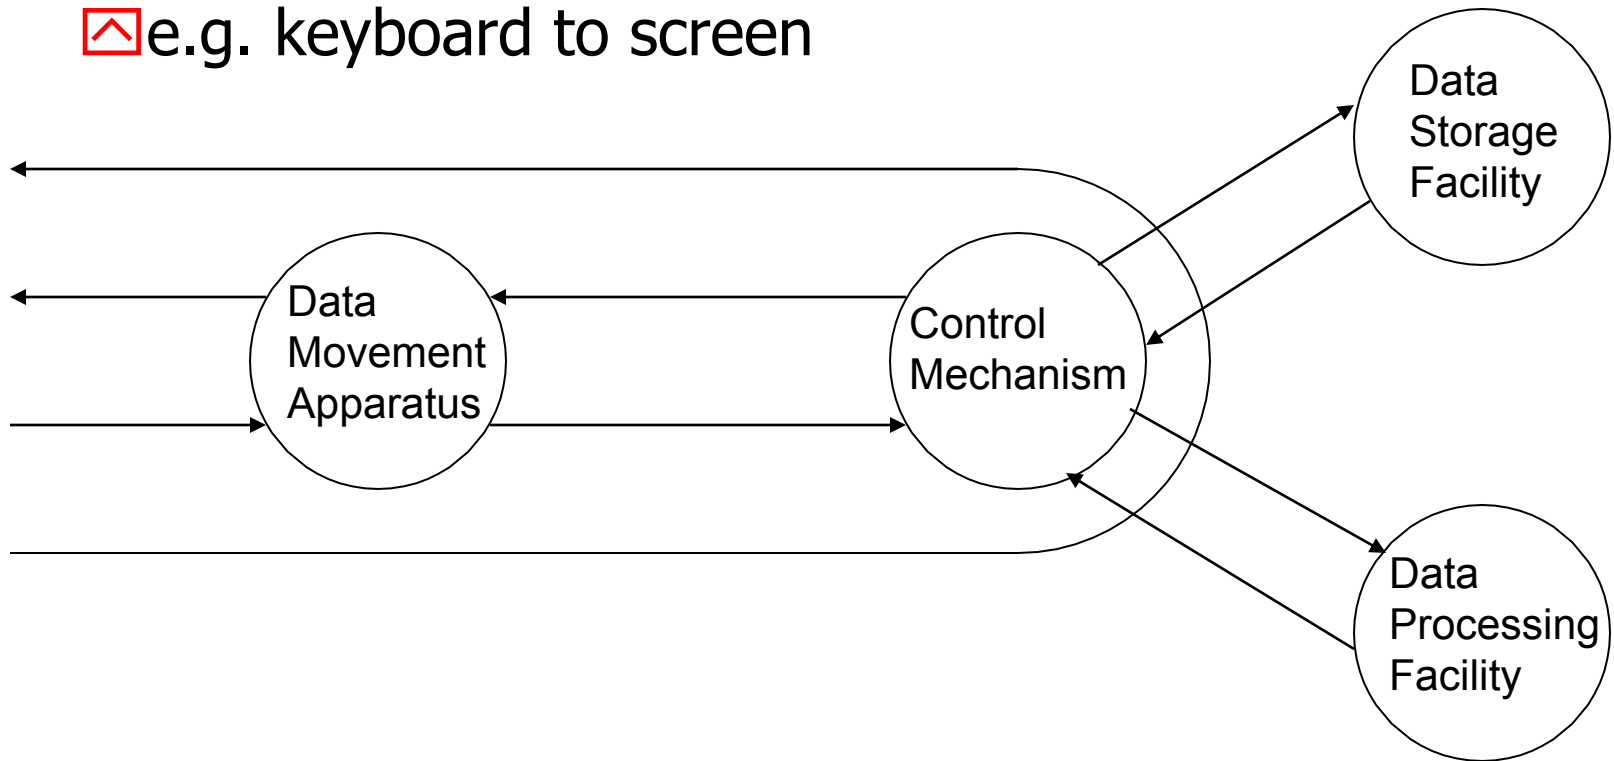 e.g. keyboard to screen
Data
Storage
Facility
Data
Movement
Apparatus
Control
Mechanism
Data
Processing
Facility